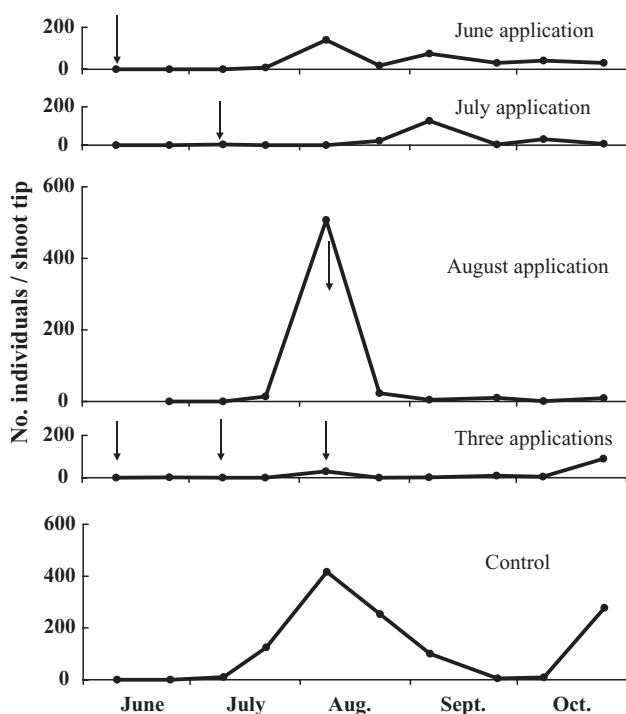 No. individuals / shoot tip
June application
200
0
July application
200
0
August application
600
400
200
0
Three applications
200
0
Control
600
400
200
0
June July Aug. Sept. Oct.